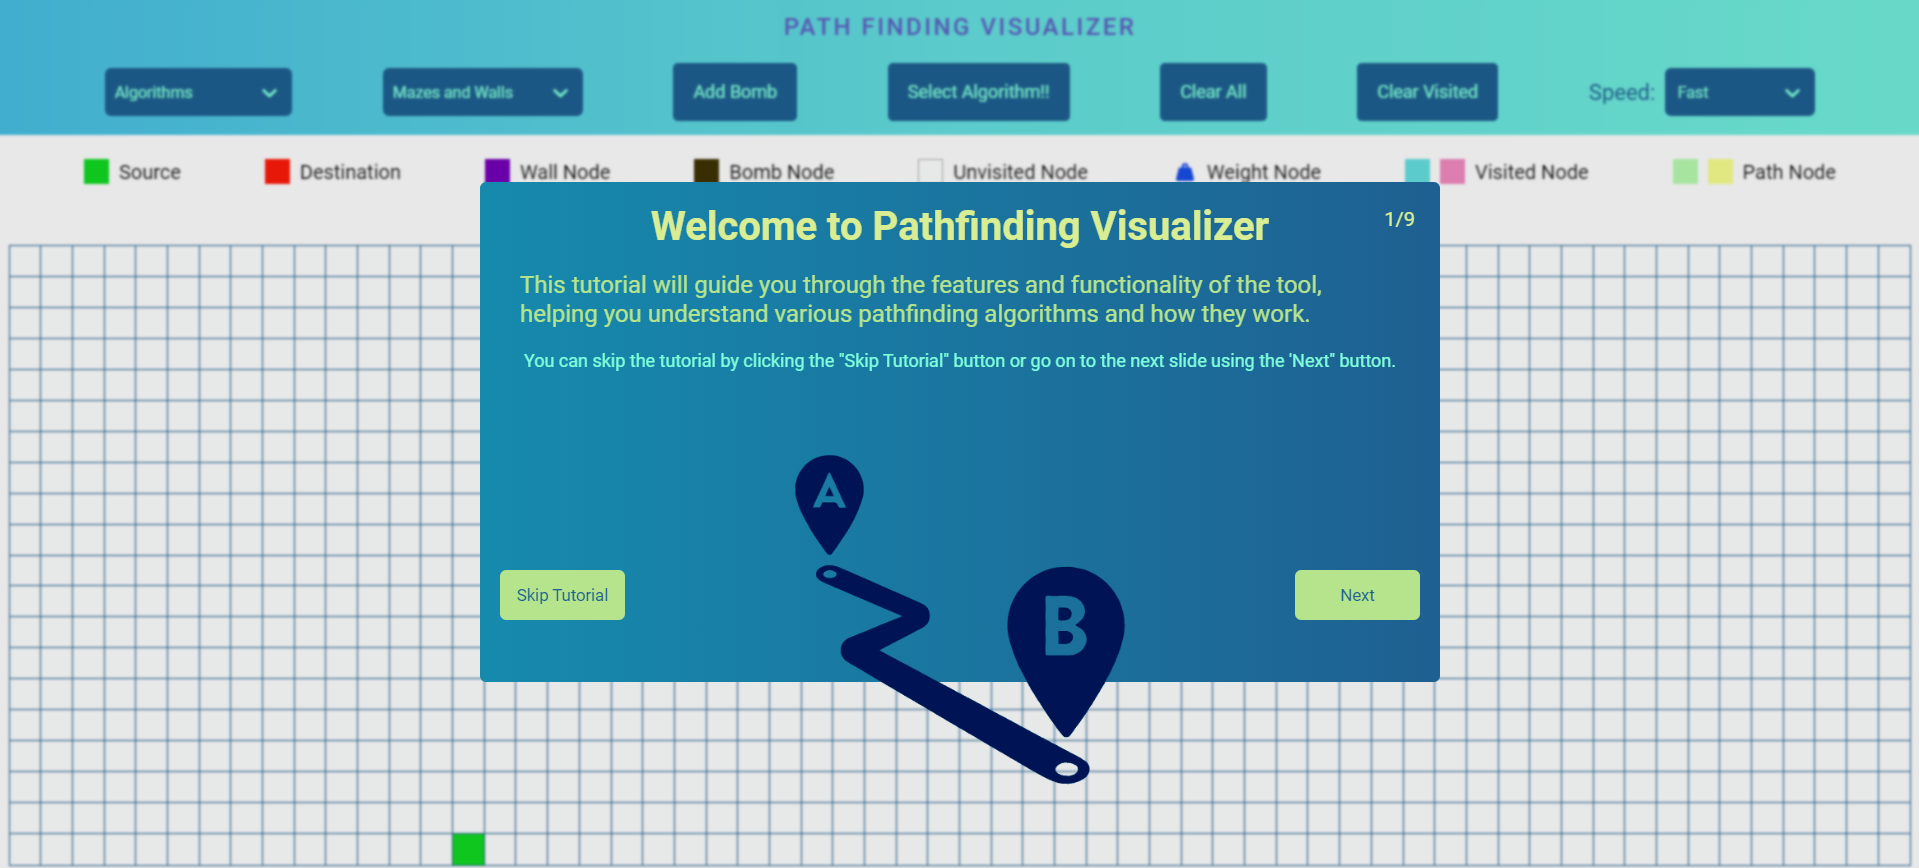 PATH FINDING VISUALIZER
Algorithms
Mazes and Walls
Add Bomb
Select Algorithm!!
Clear All
Clear Visited
Speed:
Fast
Source
Destination
Wall Node
Bomb Node
Unvisited Node
Weight Node
Visited Node
Path Node
Welcome to Pathfinding Visualizer
1/9
This tutorial will guide you through the features and functionality of the tool,
helping you understand various pathfinding algorithms and how they work.
You can skip the tutorial by clicking the "Skip Tutorial" button or go on to the next slide using the 'Next" button.
A
B
Skip Tutorial
Next